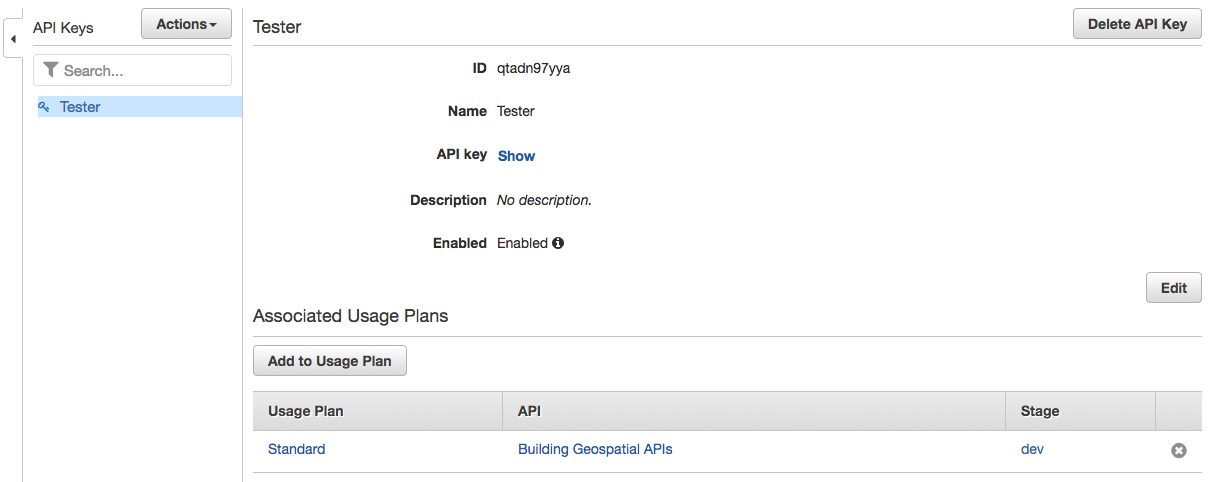 API Keys
Actions
Search...
Tester
Tester
Delete API Key
ID qtadn97yya
Name Tester
API key Show
Description No description.
Enabled Enabled
Edit
Associated Usage Plans
Add to Usage Plan
Usage Plan API Stage
Standard Building Geospatial APIs dev